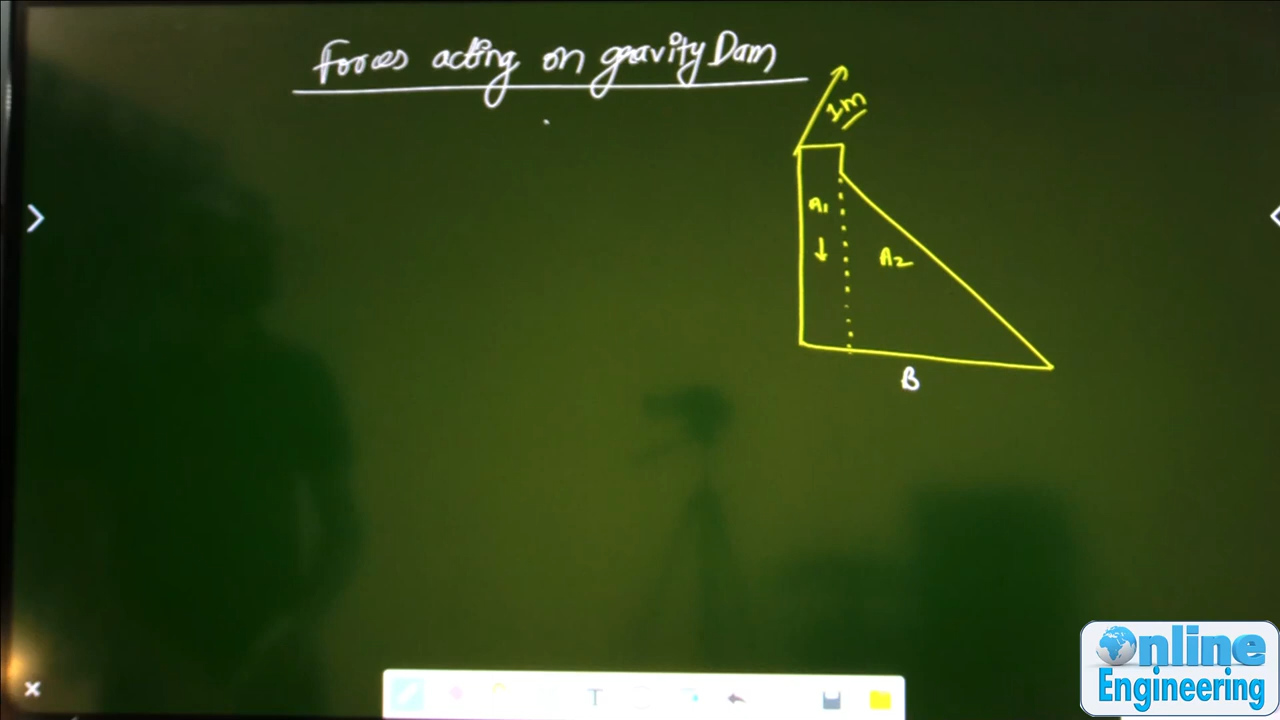 Forces acting on gravity Dam
1m
A1
A2
B
T
Online
Engineering